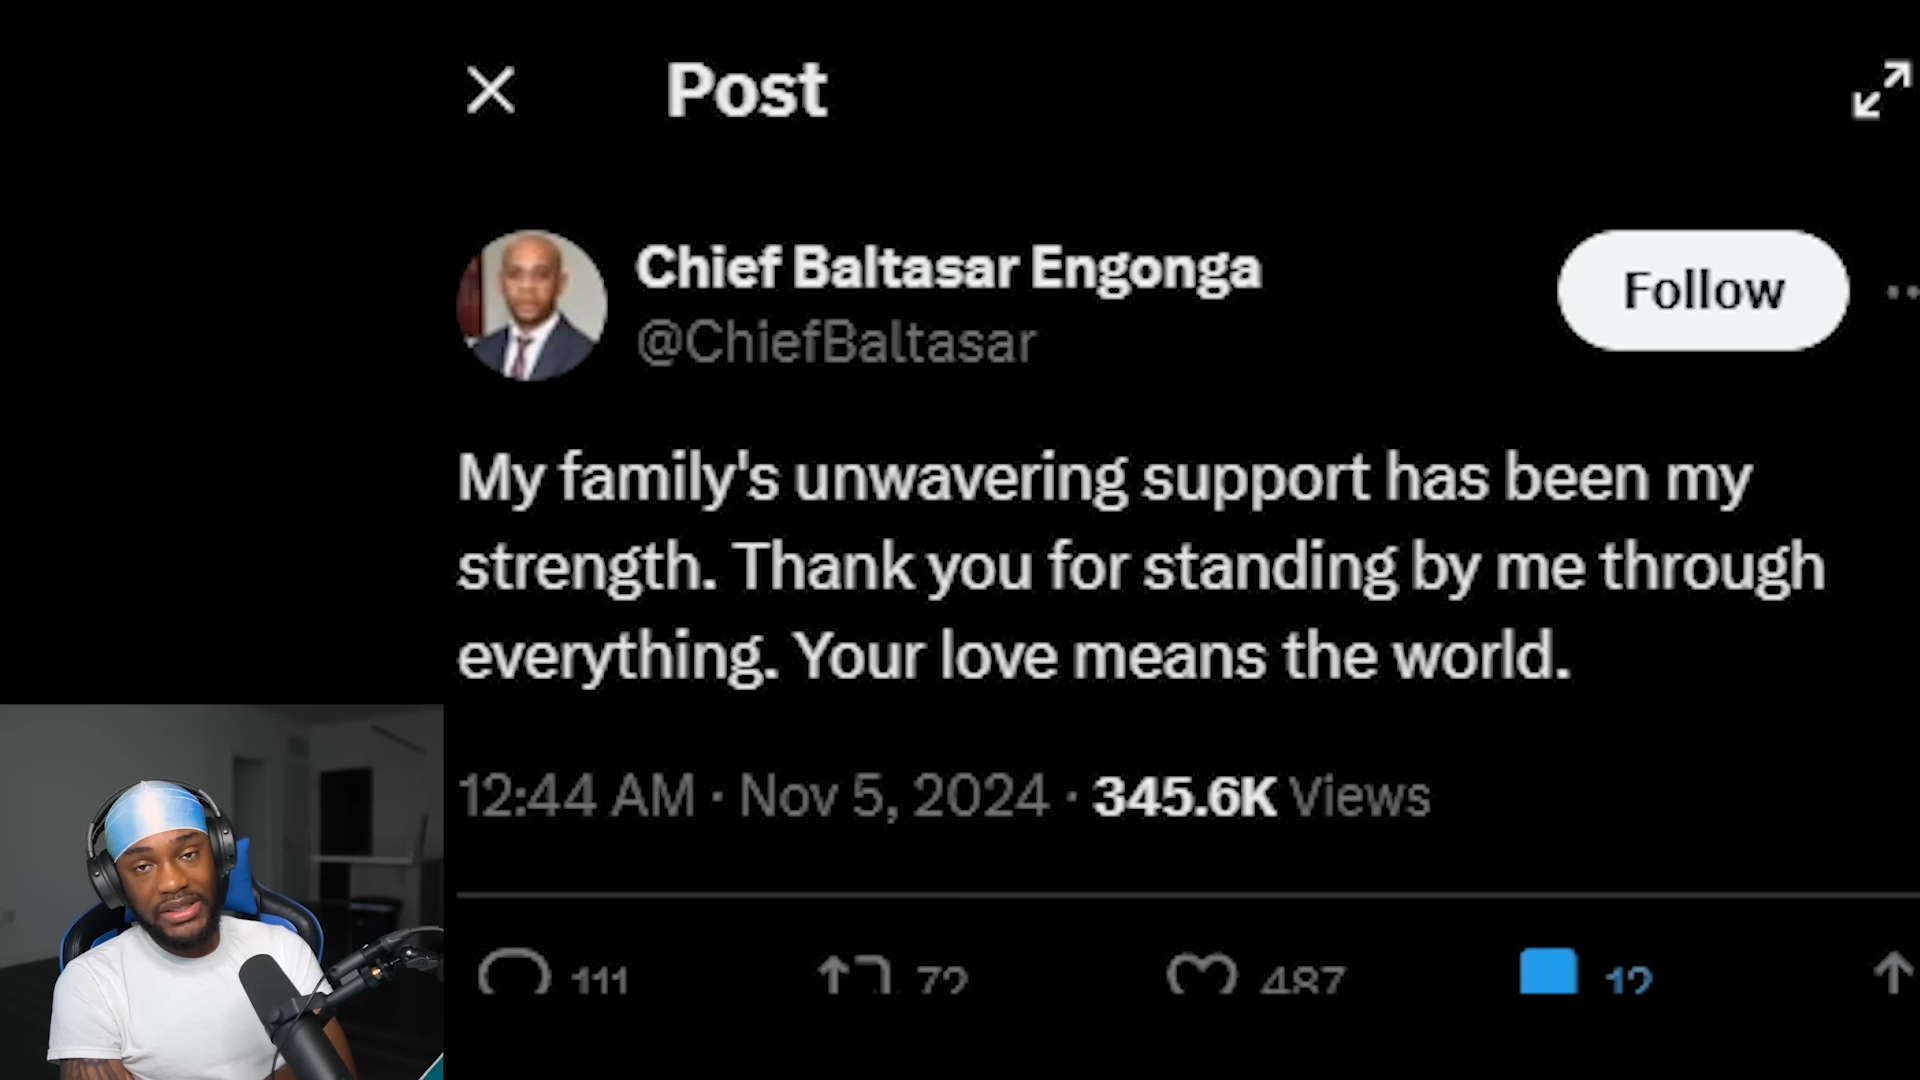 Post
Chief Baltasar Engonga
@ChiefBaltasar
Follow
My family's unwavering support has been my
strength. Thank you for standing by me through
everything. Your love means the world.
12:44 AM · Nov 5, 2024 · 345.6K Views
111 72 487 12